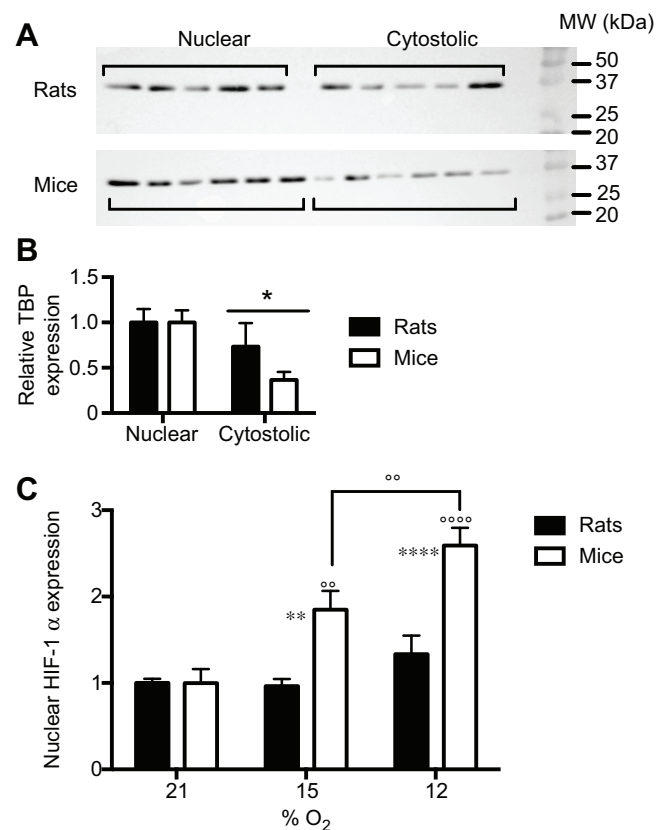 A
Nuclear
Cytostolic
MW (kDa)
Rats
50
37
25
20
Mice
37
25
20
B
Relative TBP
expression
1.5
1.0
0.5
0
*
Nuclear
Cytostolic
Rats
Mice
C
Nuclear HIF-1 α expression
3
2
1
0
**
°°
****
°°°°
°°
21
15
12
% O₂
Rats
Mice